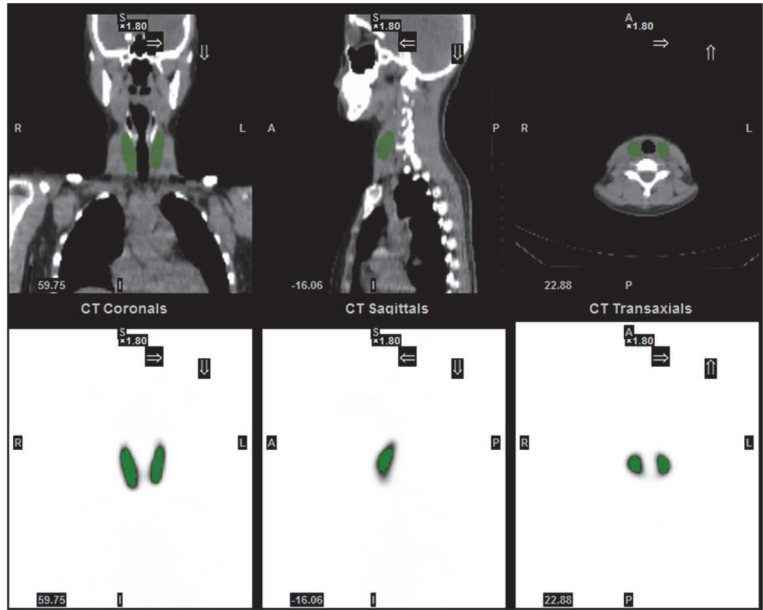 S
×1.80
R
L
59.75
I
CT Coronals
S
×1.80
A
P
-16.06
I
CT Sagittals
A
×1.80
R
L
22.88
P
CT Transaxials
S
×1.80
R
L
59.75
I
S
×1.80
A
P
-16.06
I
A
×1.80
R
L
22.88
P